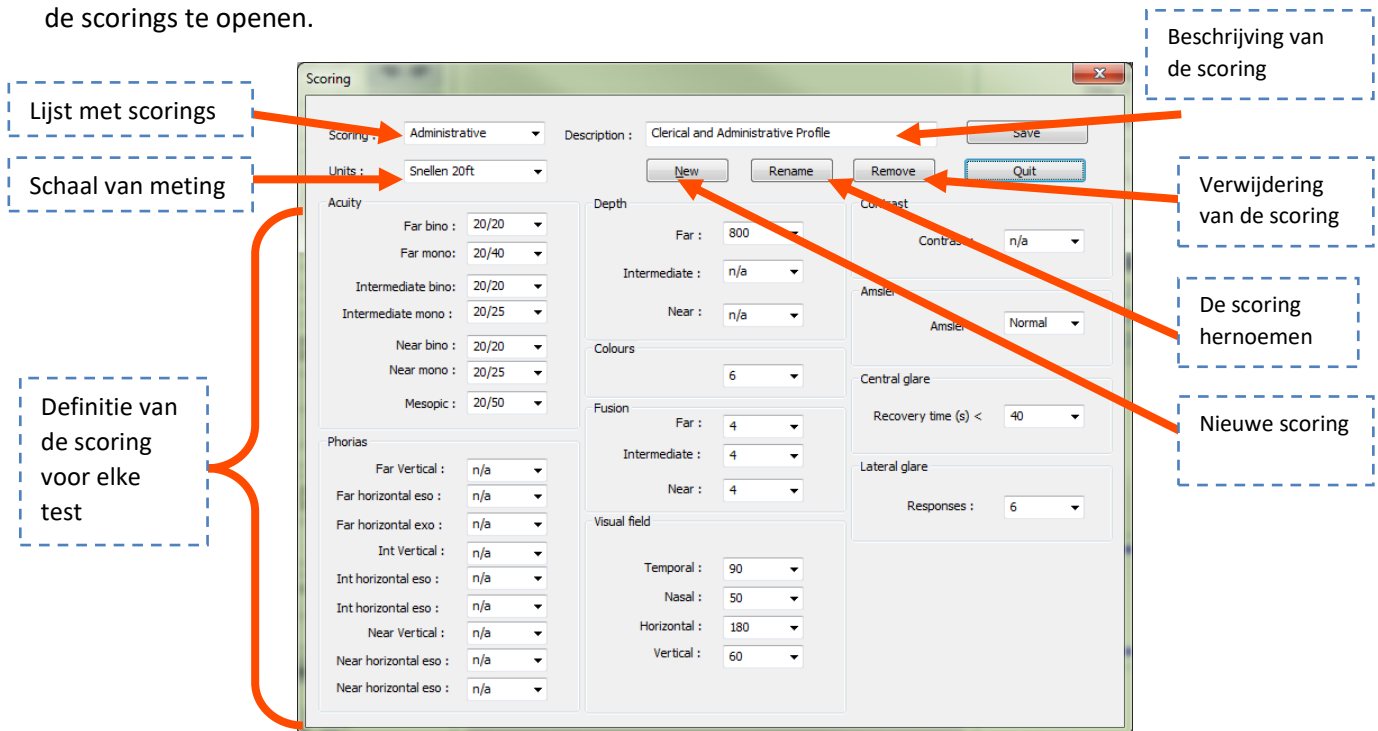 de scorings te openen.
Beschrijving van
de scoring
Lijst met scorings
Schaal van meting
Definitie van
de scoring
voor elke
test
Verwijdering
van de scoring
De scoring
hernoemen
Nieuwe scoring
Scoring
Scoring : Administrative Description : Clerical and Administrative Profile Save
Units : Snellen 20ft New Rename Remove Quit
Acuity
Far bino : 20/20
Far mono: 20/40
Intermediate bino: 20/20
Intermediate mono : 20/25
Near bino : 20/20
Near mono : 20/25
Mesopic : 20/50
Phorias
Far Vertical : n/a
Far horizontal eso : n/a
Far horizontal exo : n/a
Int Vertical : n/a
Int horizontal eso : n/a
Int horizontal eso : n/a
Near Vertical : n/a
Near horizontal eso : n/a
Near horizontal eso : n/a
Depth
Far : 800
Intermediate : n/a
Near : n/a
Colours
6
Fusion
Far : 4
Intermediate : 4
Near : 4
Visual field
Temporal : 90
Nasal : 50
Horizontal : 180
Vertical : 60
Contrast
Contrast : n/a
Amsler
Amsler Normal
Central glare
Recovery time (s) < 40
Lateral glare
Responses : 6